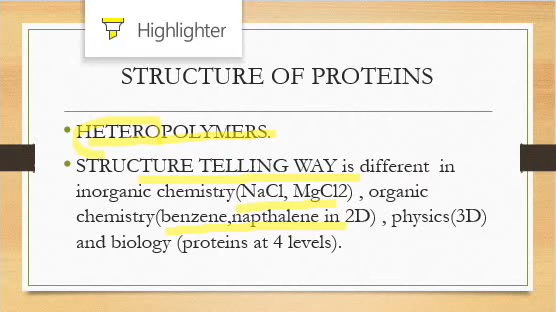 Highlighter
STRUCTURE OF PROTEINS
• HETEROPOLYMERS.
• STRUCTURE TELLING WAY is different in
inorganic chemistry(NaCl, MgCl2) , organic
chemistry(benzene,napthalene in 2D) , physics(3D)
and biology (proteins at 4 levels).